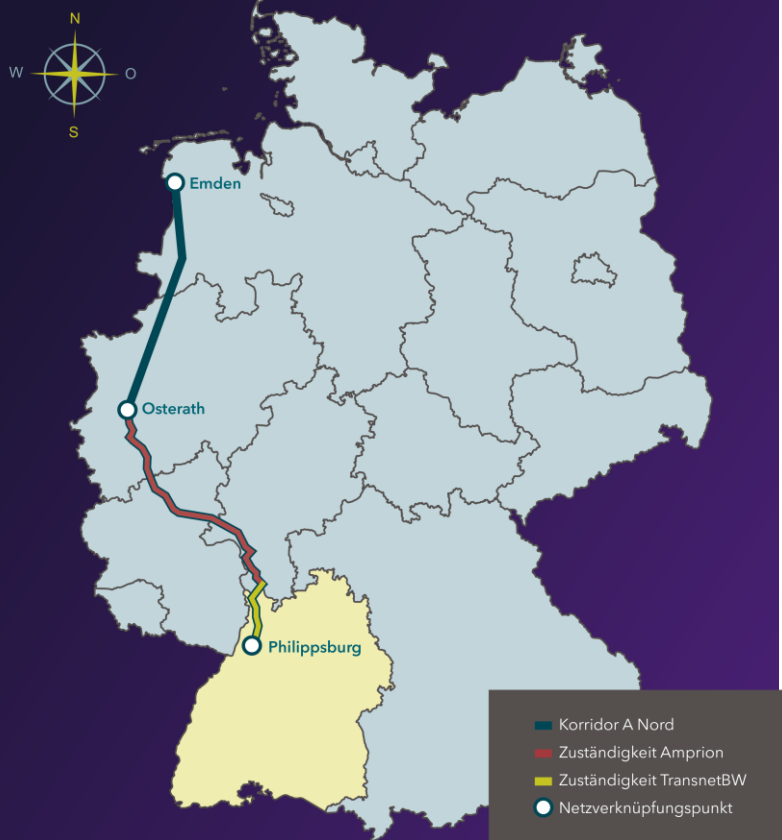 N
W
O
S
Emden
Osterath
Philippsburg
Korridor A Nord
Zuständigkeit Amprion
Zuständigkeit TransnetBW
Netzverknüpfungspunkt